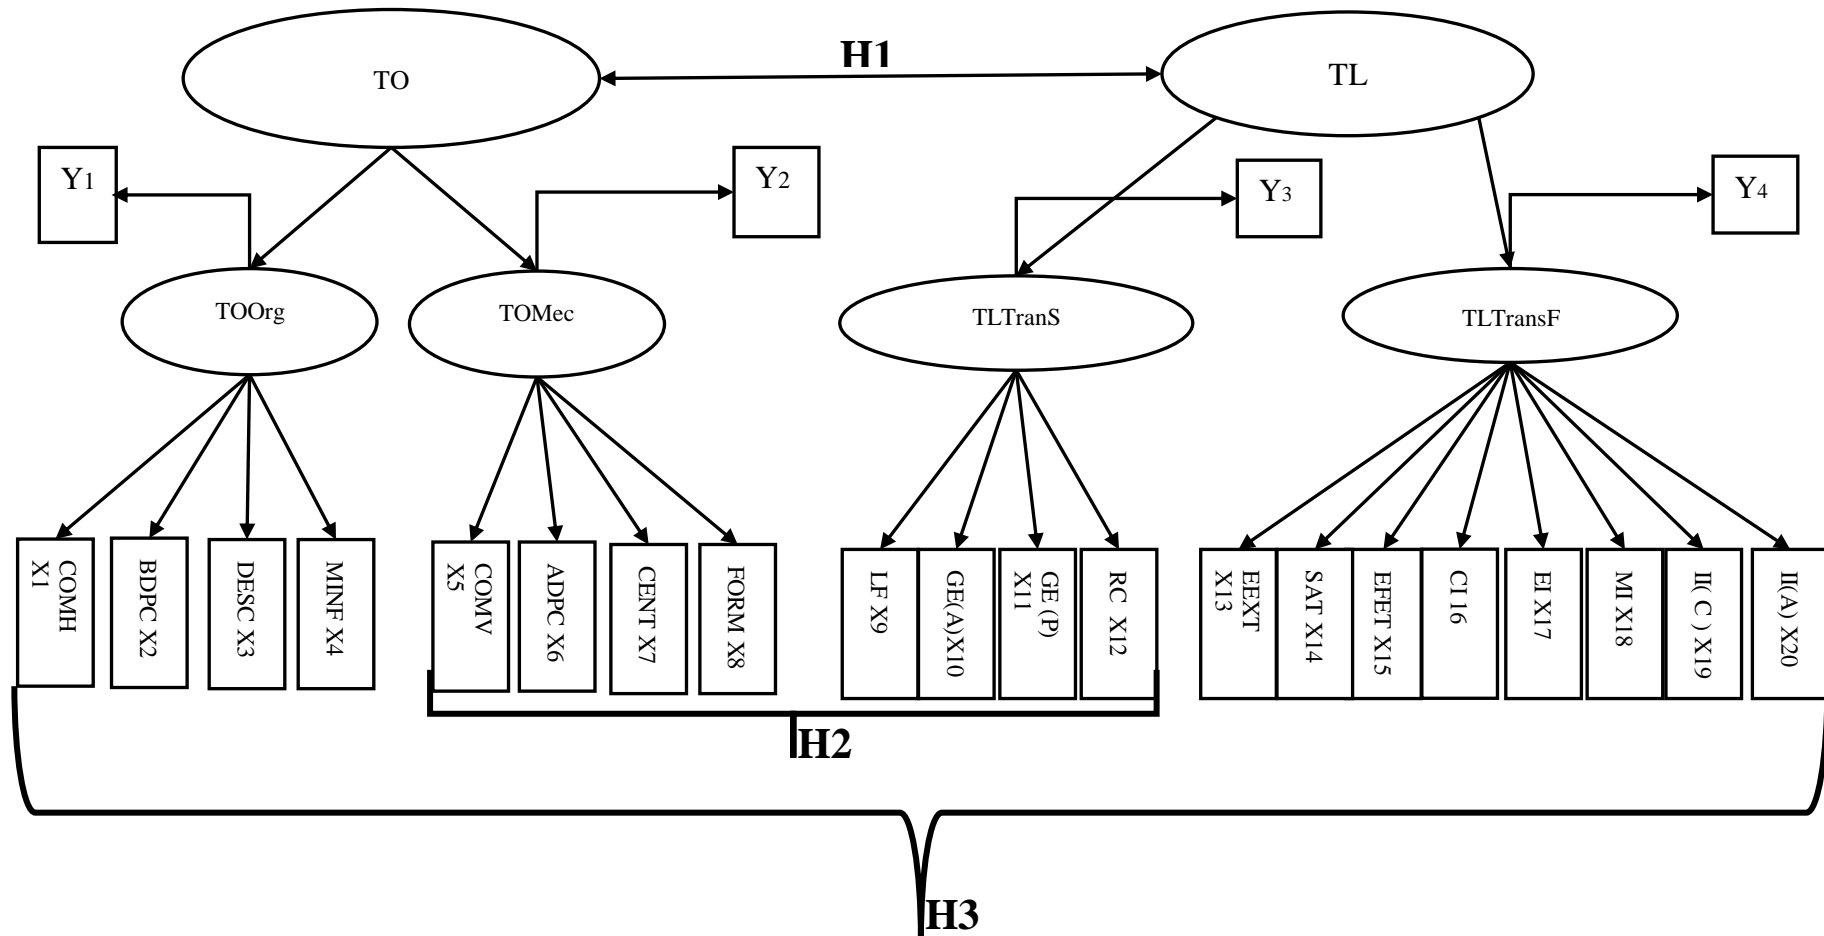 H1
TO
TL
Y1
Y2
Y3
Y4
TOOrg
TOMec
TLTranS
TLTransF
COMH
X1
BDPC X2
DESC X3
MINF X4
COMV
X5
ADPC X6
CENT X7
FORM X8
LF X9
GE(A)X10
GE (P)
X11
RC X12
EEXT
X13
SAT X14
EFET X15
CI 16
EI X17
MI X18
II( C ) X19
II(A) X20
H2
H3